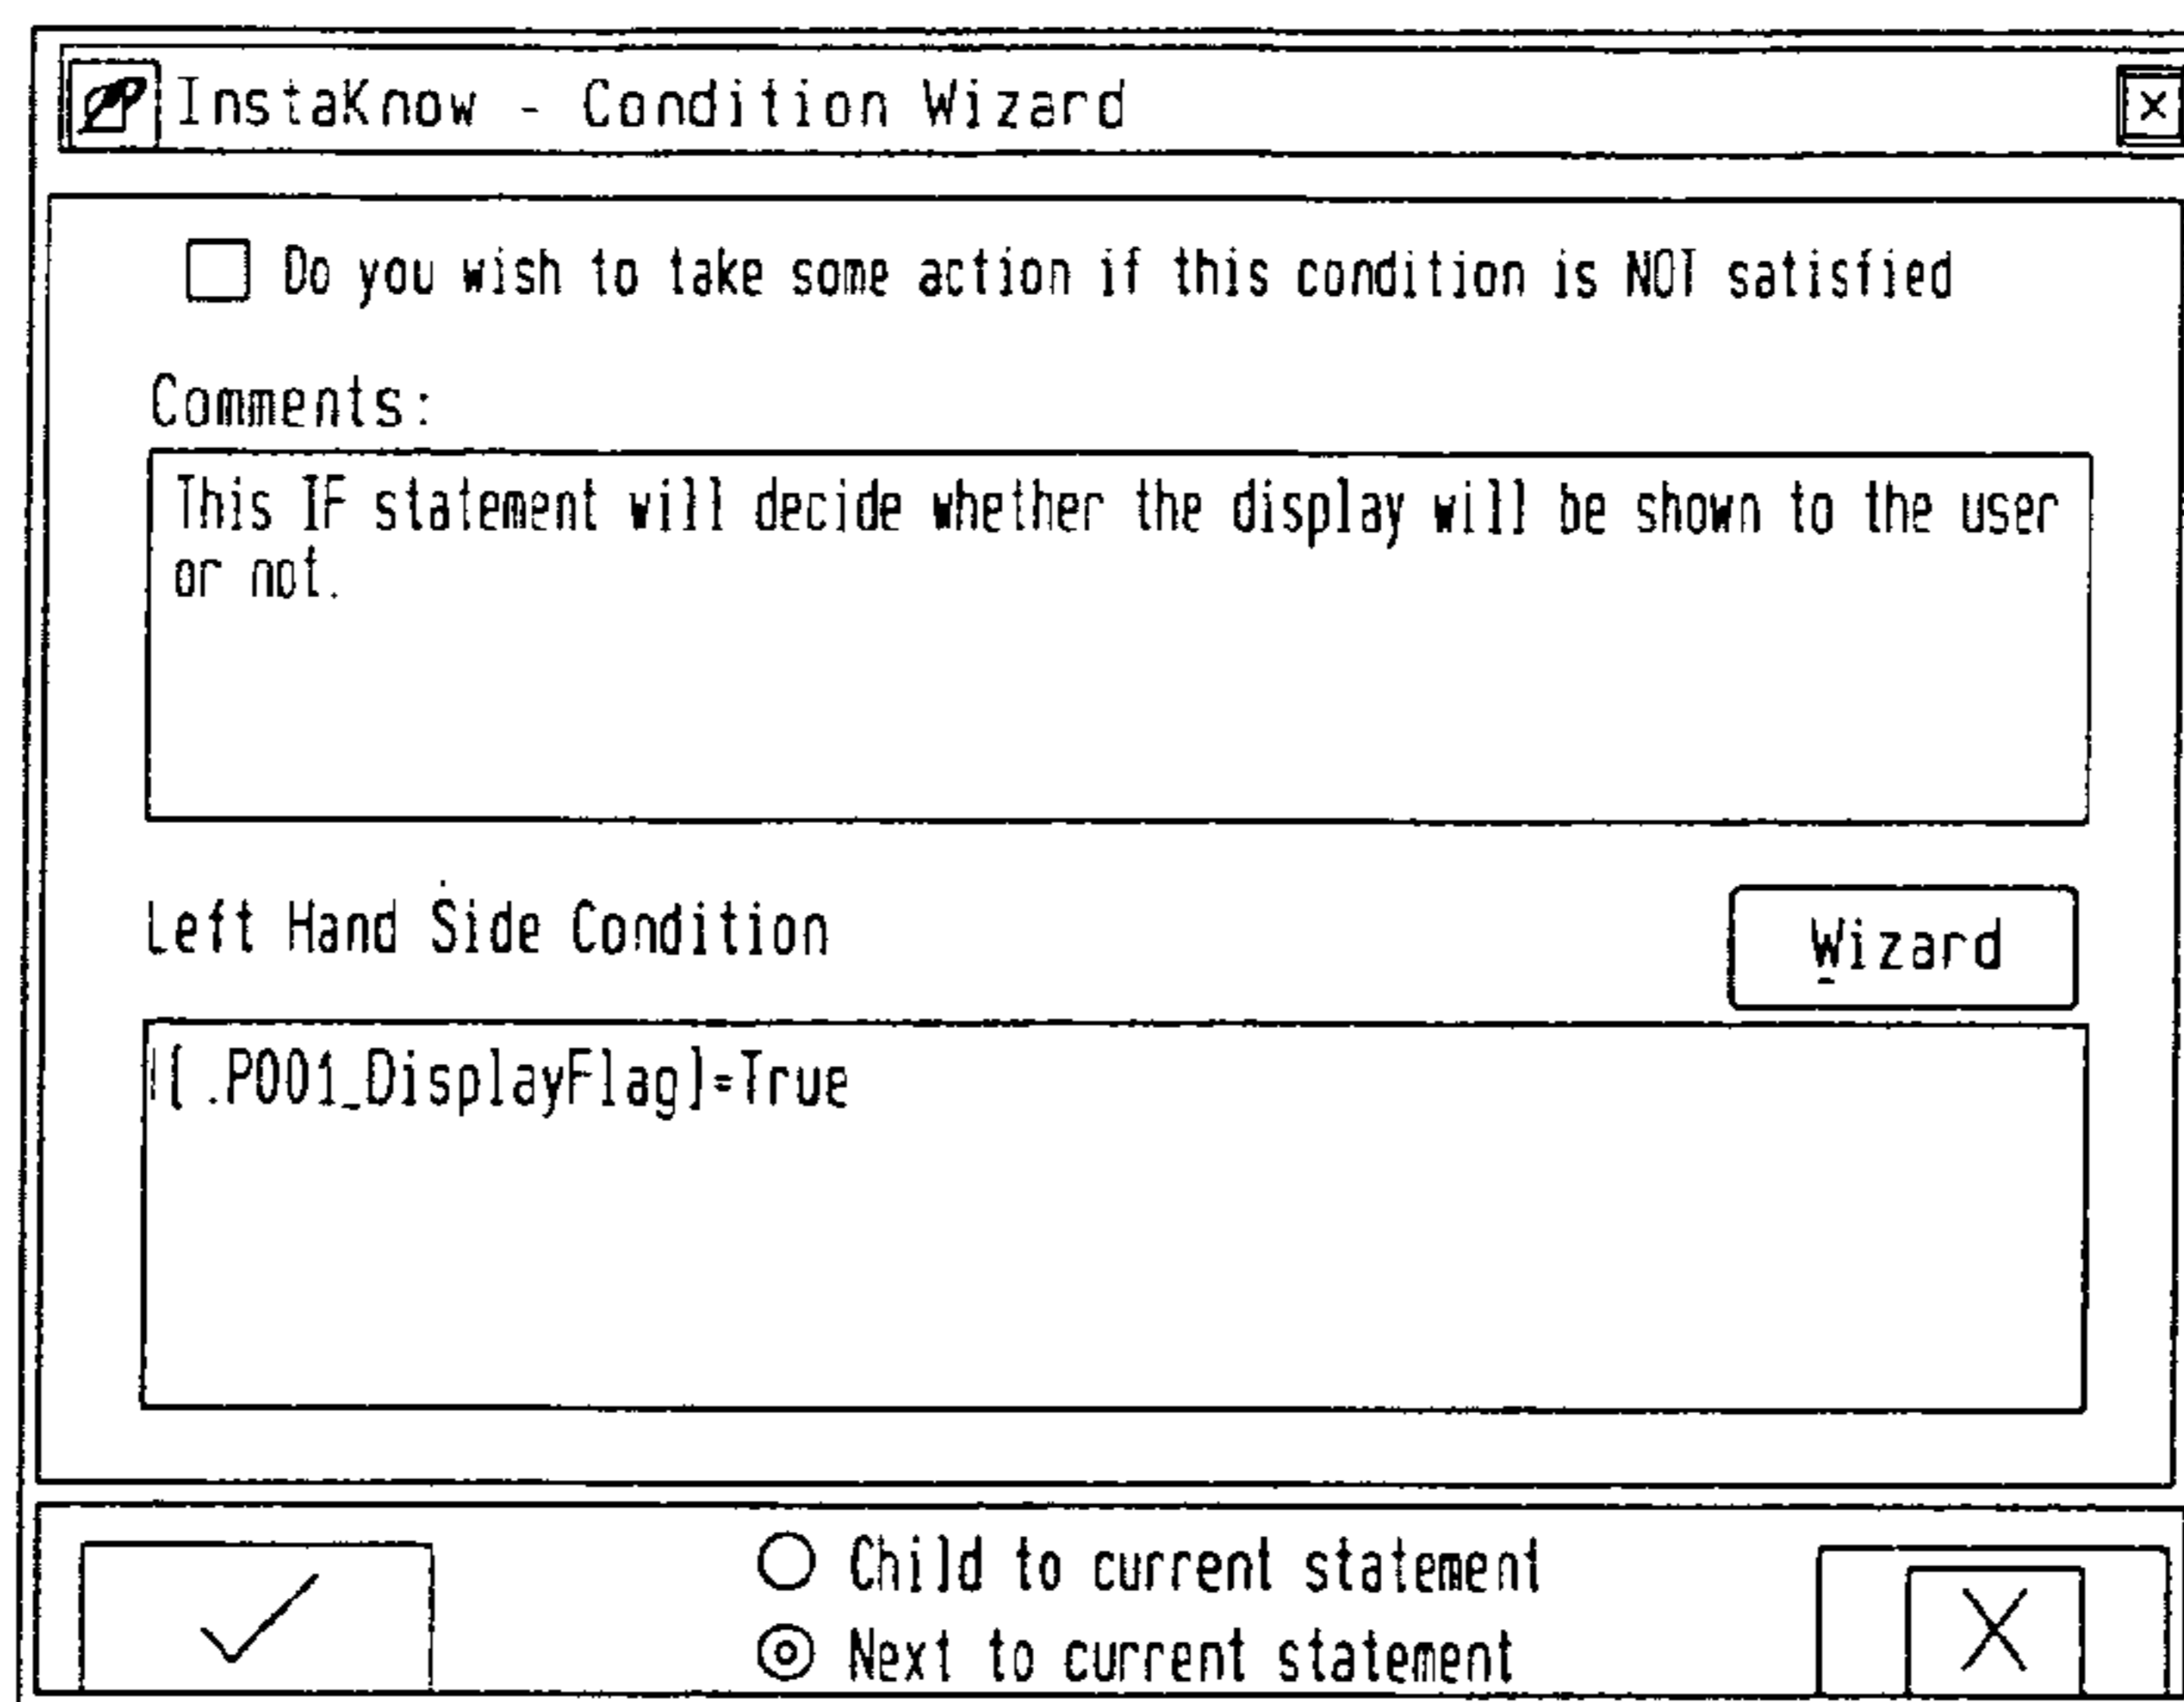 InstaKnow - Condition Wizard
Do you wish to take some action if this condition is NOT satisfied
Comments:
This IF statement will decide whether the display will be shown to the user
or not.
Left Hand Side Condition
Wizard
[ .P001_DisplayFlag]=True
Child to current statement
Next to current statement